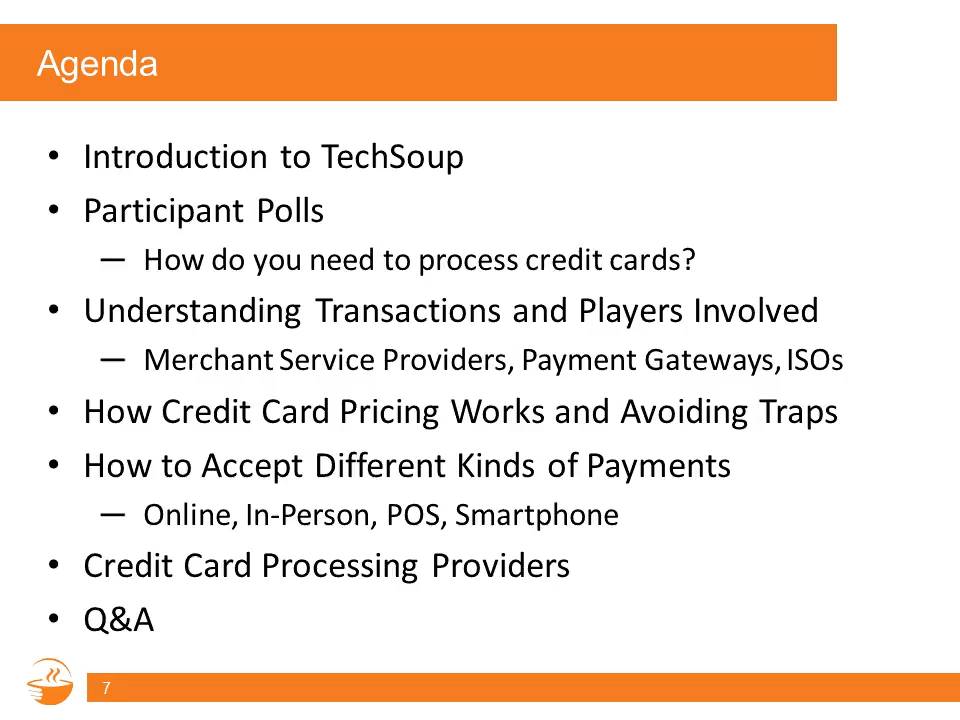 Agenda
• Introduction to TechSoup
• Participant Polls
— How do you need to process credit cards?
• Understanding Transactions and Players Involved
— Merchant Service Providers, Payment Gateways, ISOs
• How Credit Card Pricing Works and Avoiding Traps
• How to Accept Different Kinds of Payments
— Online, In-Person, POS, Smartphone
• Credit Card Processing Providers
• Q&A
7